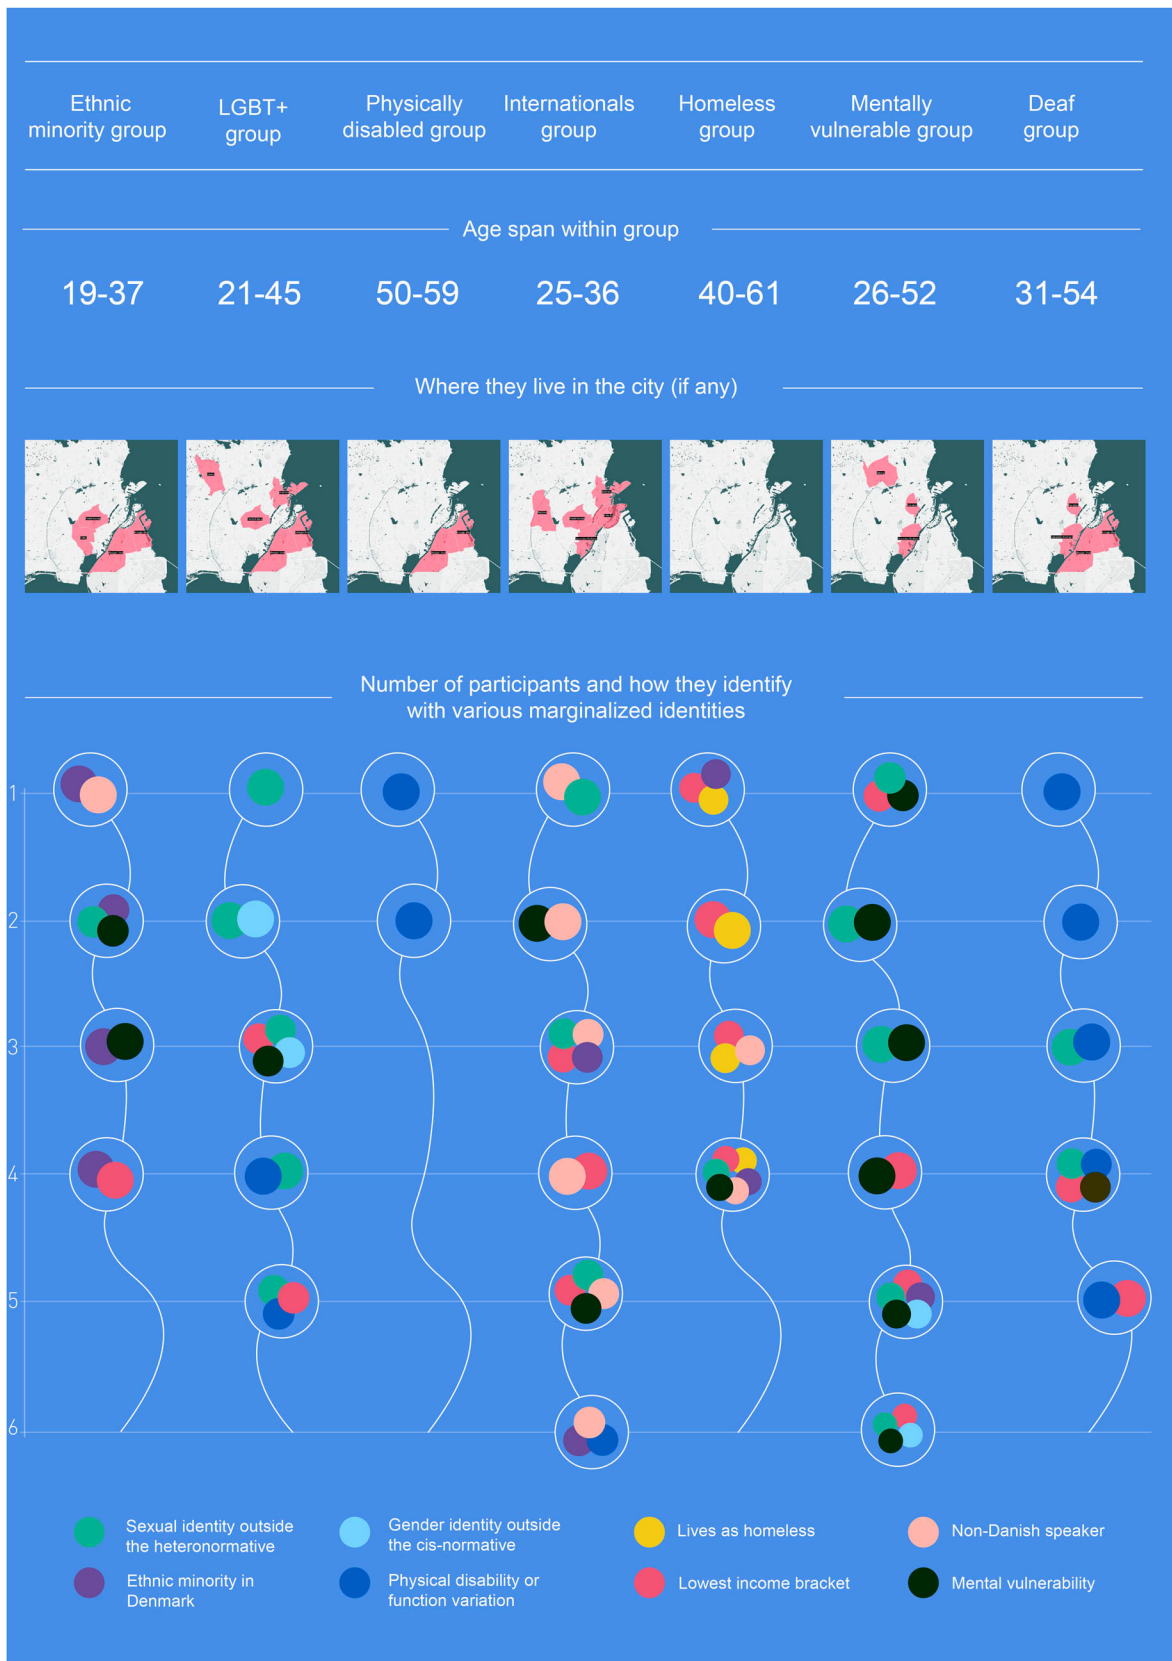 Ethnic
minority group
LGBT+
group
Physically
disabled group
Internationals
group
Homeless
group
Mentally
vulnerable group
Deaf
group
Age span within group
19-37
21-45
50-59
25-36
40-61
26-52
31-54
Where they live in the city (if any)
Number of participants and how they identify
with various marginalized identities
1
2
3
4
5
6
Sexual identity outside
the heteronormative
Gender identity outside
the cis-normative
Lives as homeless
Non-Danish speaker
Ethnic minority in
Denmark
Physical disability or
function variation
Lowest income bracket
Mental vulnerability